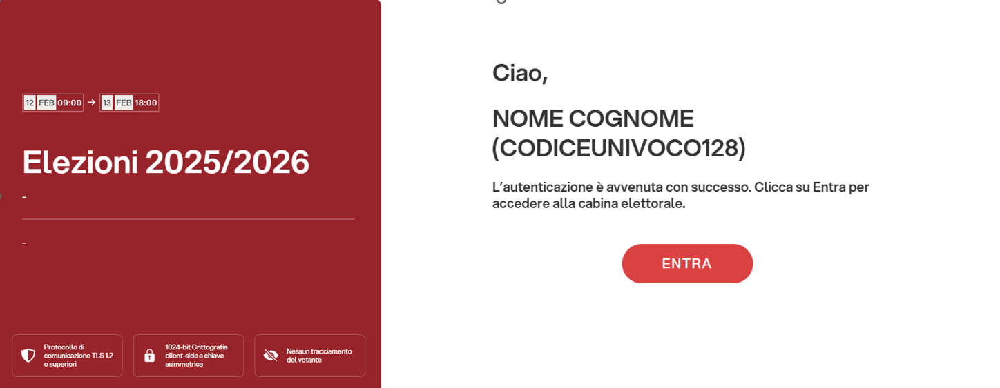 12 FEB 09:00 → 13 FEB 18:00
Elezioni 2025/2026
-
-
Protocollo di
comunicazione TLS 1.2
o superiori
1024-bit Crittografia
client-side a chiave
asimmetrica
Nessun tracciamento
del votante
Ciao,
NOME COGNOME
(CODICEUNIVOCO128)
L’autenticazione è avvenuta con successo. Clicca su Entra per
accedere alla cabina elettorale.
ENTRA